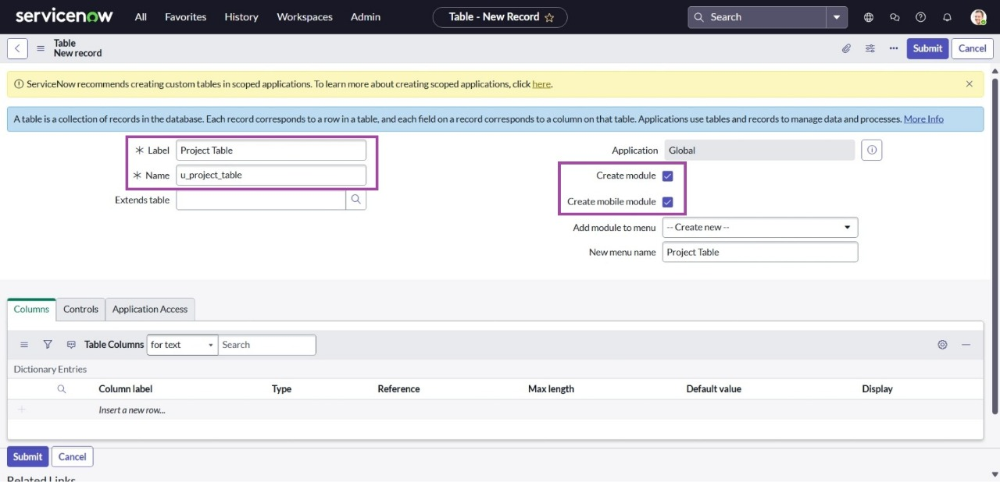 servicenow All Favorites History Workspaces Admin Table - New Record Search
Table
New record
Submit Cancel
ServiceNow recommends creating custom tables in scoped applications. To learn more about creating scoped applications, click here.
A table is a collection of records in the database. Each record corresponds to a row in a table, and each field on a record corresponds to a column on that table. Applications use tables and records to manage data and processes. More Info
Label Project Table
Name u_project_table
Extends table
Application Global
Create module
Create mobile module
Add module to menu -- Create new --
New menu name Project Table
Columns Controls Application Access
Table Columns for text Search
Dictionary Entries
Column label Type Reference Max length Default value Display
Insert a new row...
Submit Cancel
Related Links